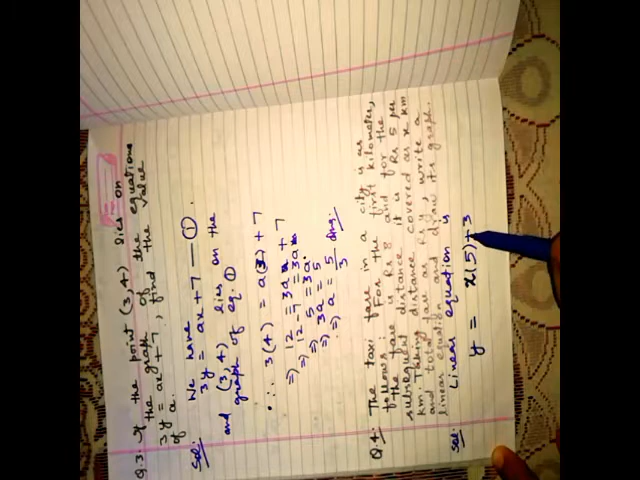 Q.3. If the point (3,4) lies on
the graph of the equation
3y = ax+7, find the value
of a.
Sol: We have
3y = ax + 7 — ①.
and (3,4) lies on the
graph of eq. ①
∴ 3(4) = a(3) + 7
=) 12 = 3a + 7
=) 12 - 7 = 3a
=) 5 = 3a.
=) 3a = 5
=) a = 5/3 Ans.
Q.4. The taxi fare in a city is as
follows: For the first kilometer,
the fare is Rs 8 and for the
subsequent distance it is Rs 5 per
km. Taking distance covered as x km
and total fare as Rs y, write a
linear equation and draw its graph.
Sol: Linear equation is
y = x(5)+3